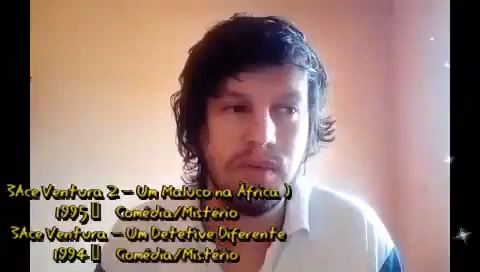 3Ace Ventura 2 – Um Maluco na África )
1995 ‧ Comédia/Mistério
3Ace Ventura – Um Detetive Diferente
1994 ‧ Comédia/Mistério